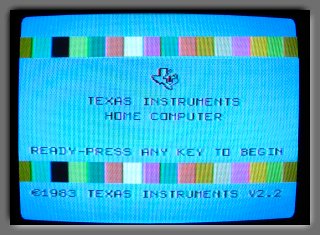 TEXAS INSTRUMENTS
HOME COMPUTER
READY-PRESS ANY KEY TO BEGIN
©1983 TEXAS INSTRUMENTS V2.2